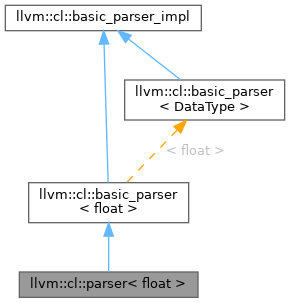 llvm::cl::basic_parser_impl
llvm::cl::basic_parser
< DataType >
< float >
llvm::cl::basic_parser
< float >
llvm::cl::parser< float >